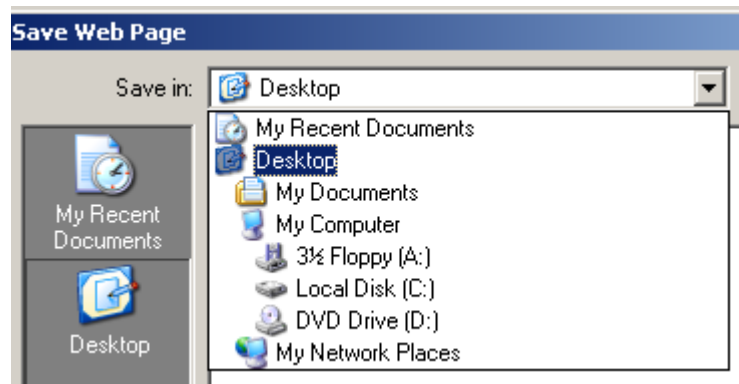 Save Web Page
Save in:
Desktop
My Recent Documents
Desktop
My Documents
My Computer
3½ Floppy (A:)
Local Disk (C:)
DVD Drive (D:)
My Network Places
My Recent
Documents
Desktop